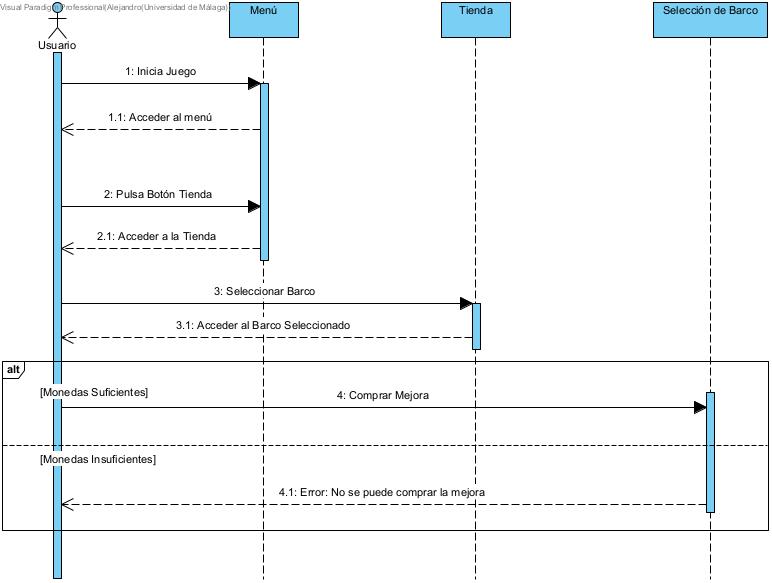 Visual Paradigm Professional(Alejandro(Universidad de Málaga))
Menú
Tienda
Selección de Barco
Usuario
1: Inicia Juego
1.1: Acceder al menú
2: Pulsa Botón Tienda
2.1: Acceder a la Tienda
3: Seleccionar Barco
3.1: Acceder al Barco Seleccionado
alt
[Monedas Suficientes]
4: Comprar Mejora
[Monedas Insuficientes]
4.1: Error: No se puede comprar la mejora